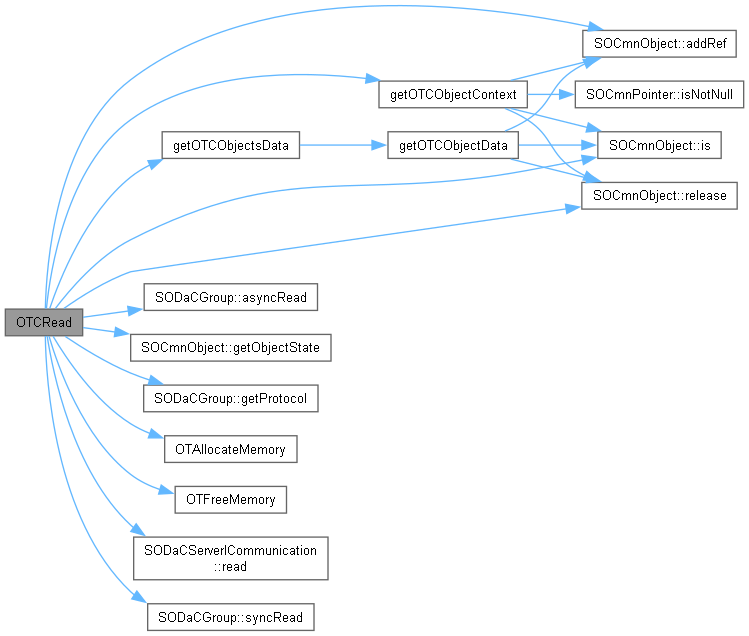 SOCmnObject::addRef
getOTCObjectContext
SOCmnPointer::isNotNull
getOTCObjectsData
getOTCObjectData
SOCmnObject::is
SOCmnObject::release
SODaCGroup::asyncRead
OTCRead
SOCmnObject::getObjectState
SODaCGroup::getProtocol
OTAllocateMemory
OTFreeMemory
SODaCServerICommunication
::read
SODaCGroup::syncRead